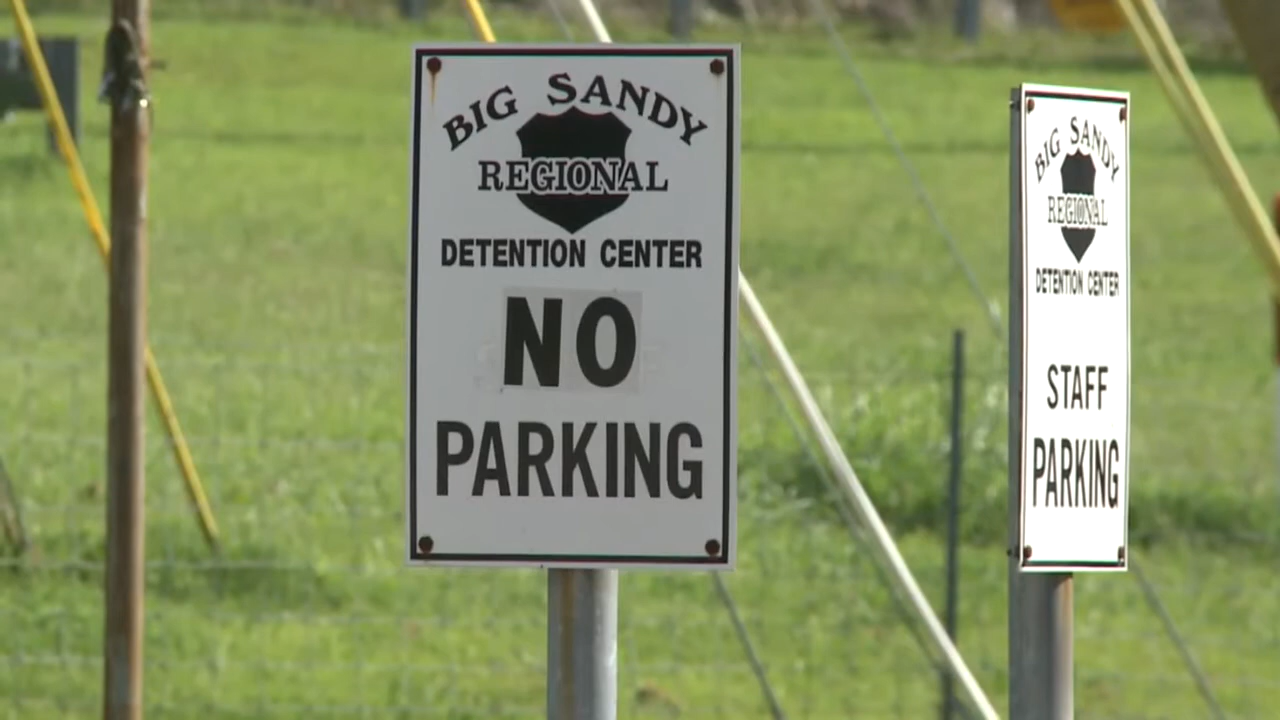 BIG SANDY
REGIONAL
DETENTION CENTER
NO
PARKING
BIG SANDY
REGIONAL
DETENTION CENTER
STAFF
PARKING